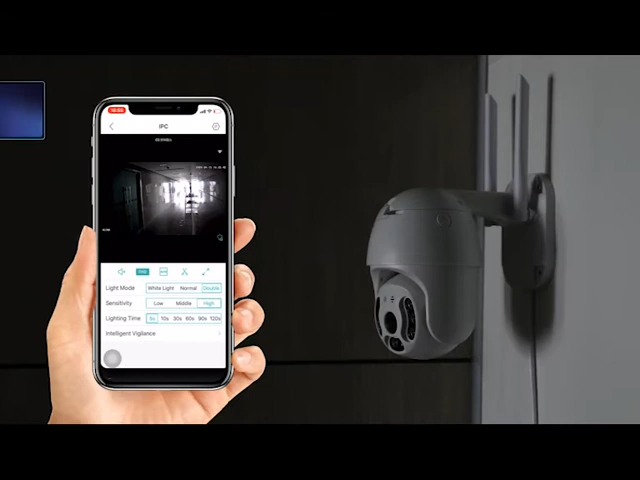 IPC
Light Mode White Light Normal Double
Sensitivity Low Middle High
Lighting Time 5s 10s 30s 60s 90s 120s
Intelligent Vigilance